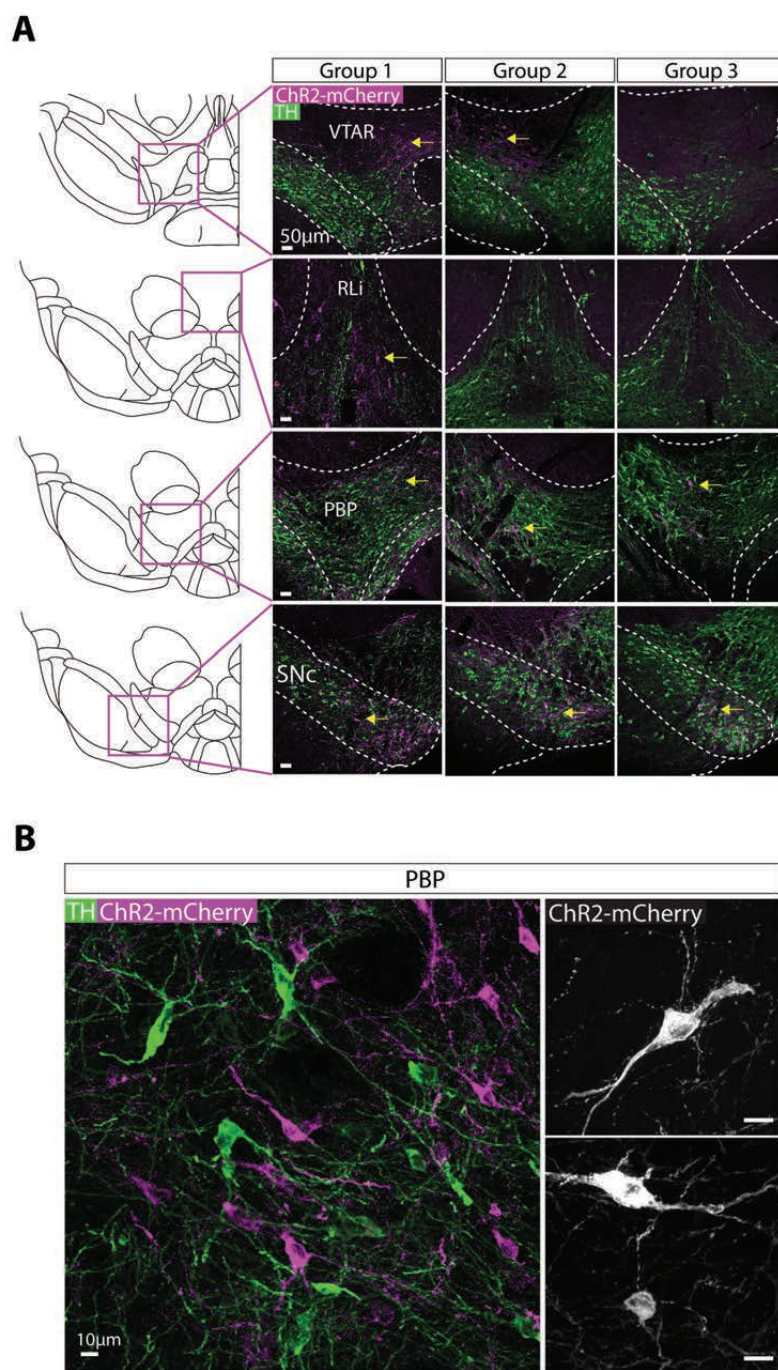 A
Group 1
Group 2
Group 3
ChR2-mCherry
TH
VTAR
50µm
RLi
PBP
SNc
B
PBP
TH ChR2-mCherry
ChR2-mCherry
10µm